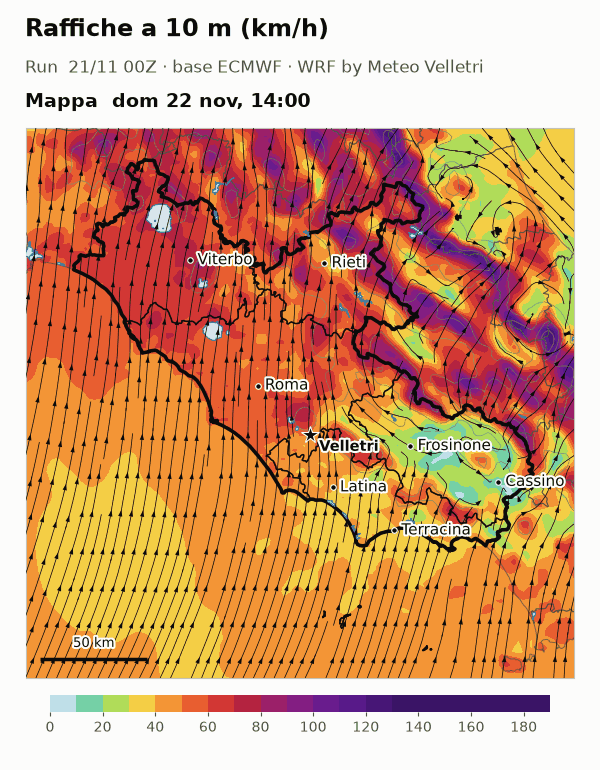 Raffiche a 10 m (km/h)
Run 21/11 00Z · base ECMWF · WRF by Meteo Velletri
Mappa dom 22 nov, 14:00
Viterbo
Rieti
Roma
Velletri
Frosinone
Cassino
Latina
Terracina
50 km
0 20 40 60 80 100 120 140 160 180